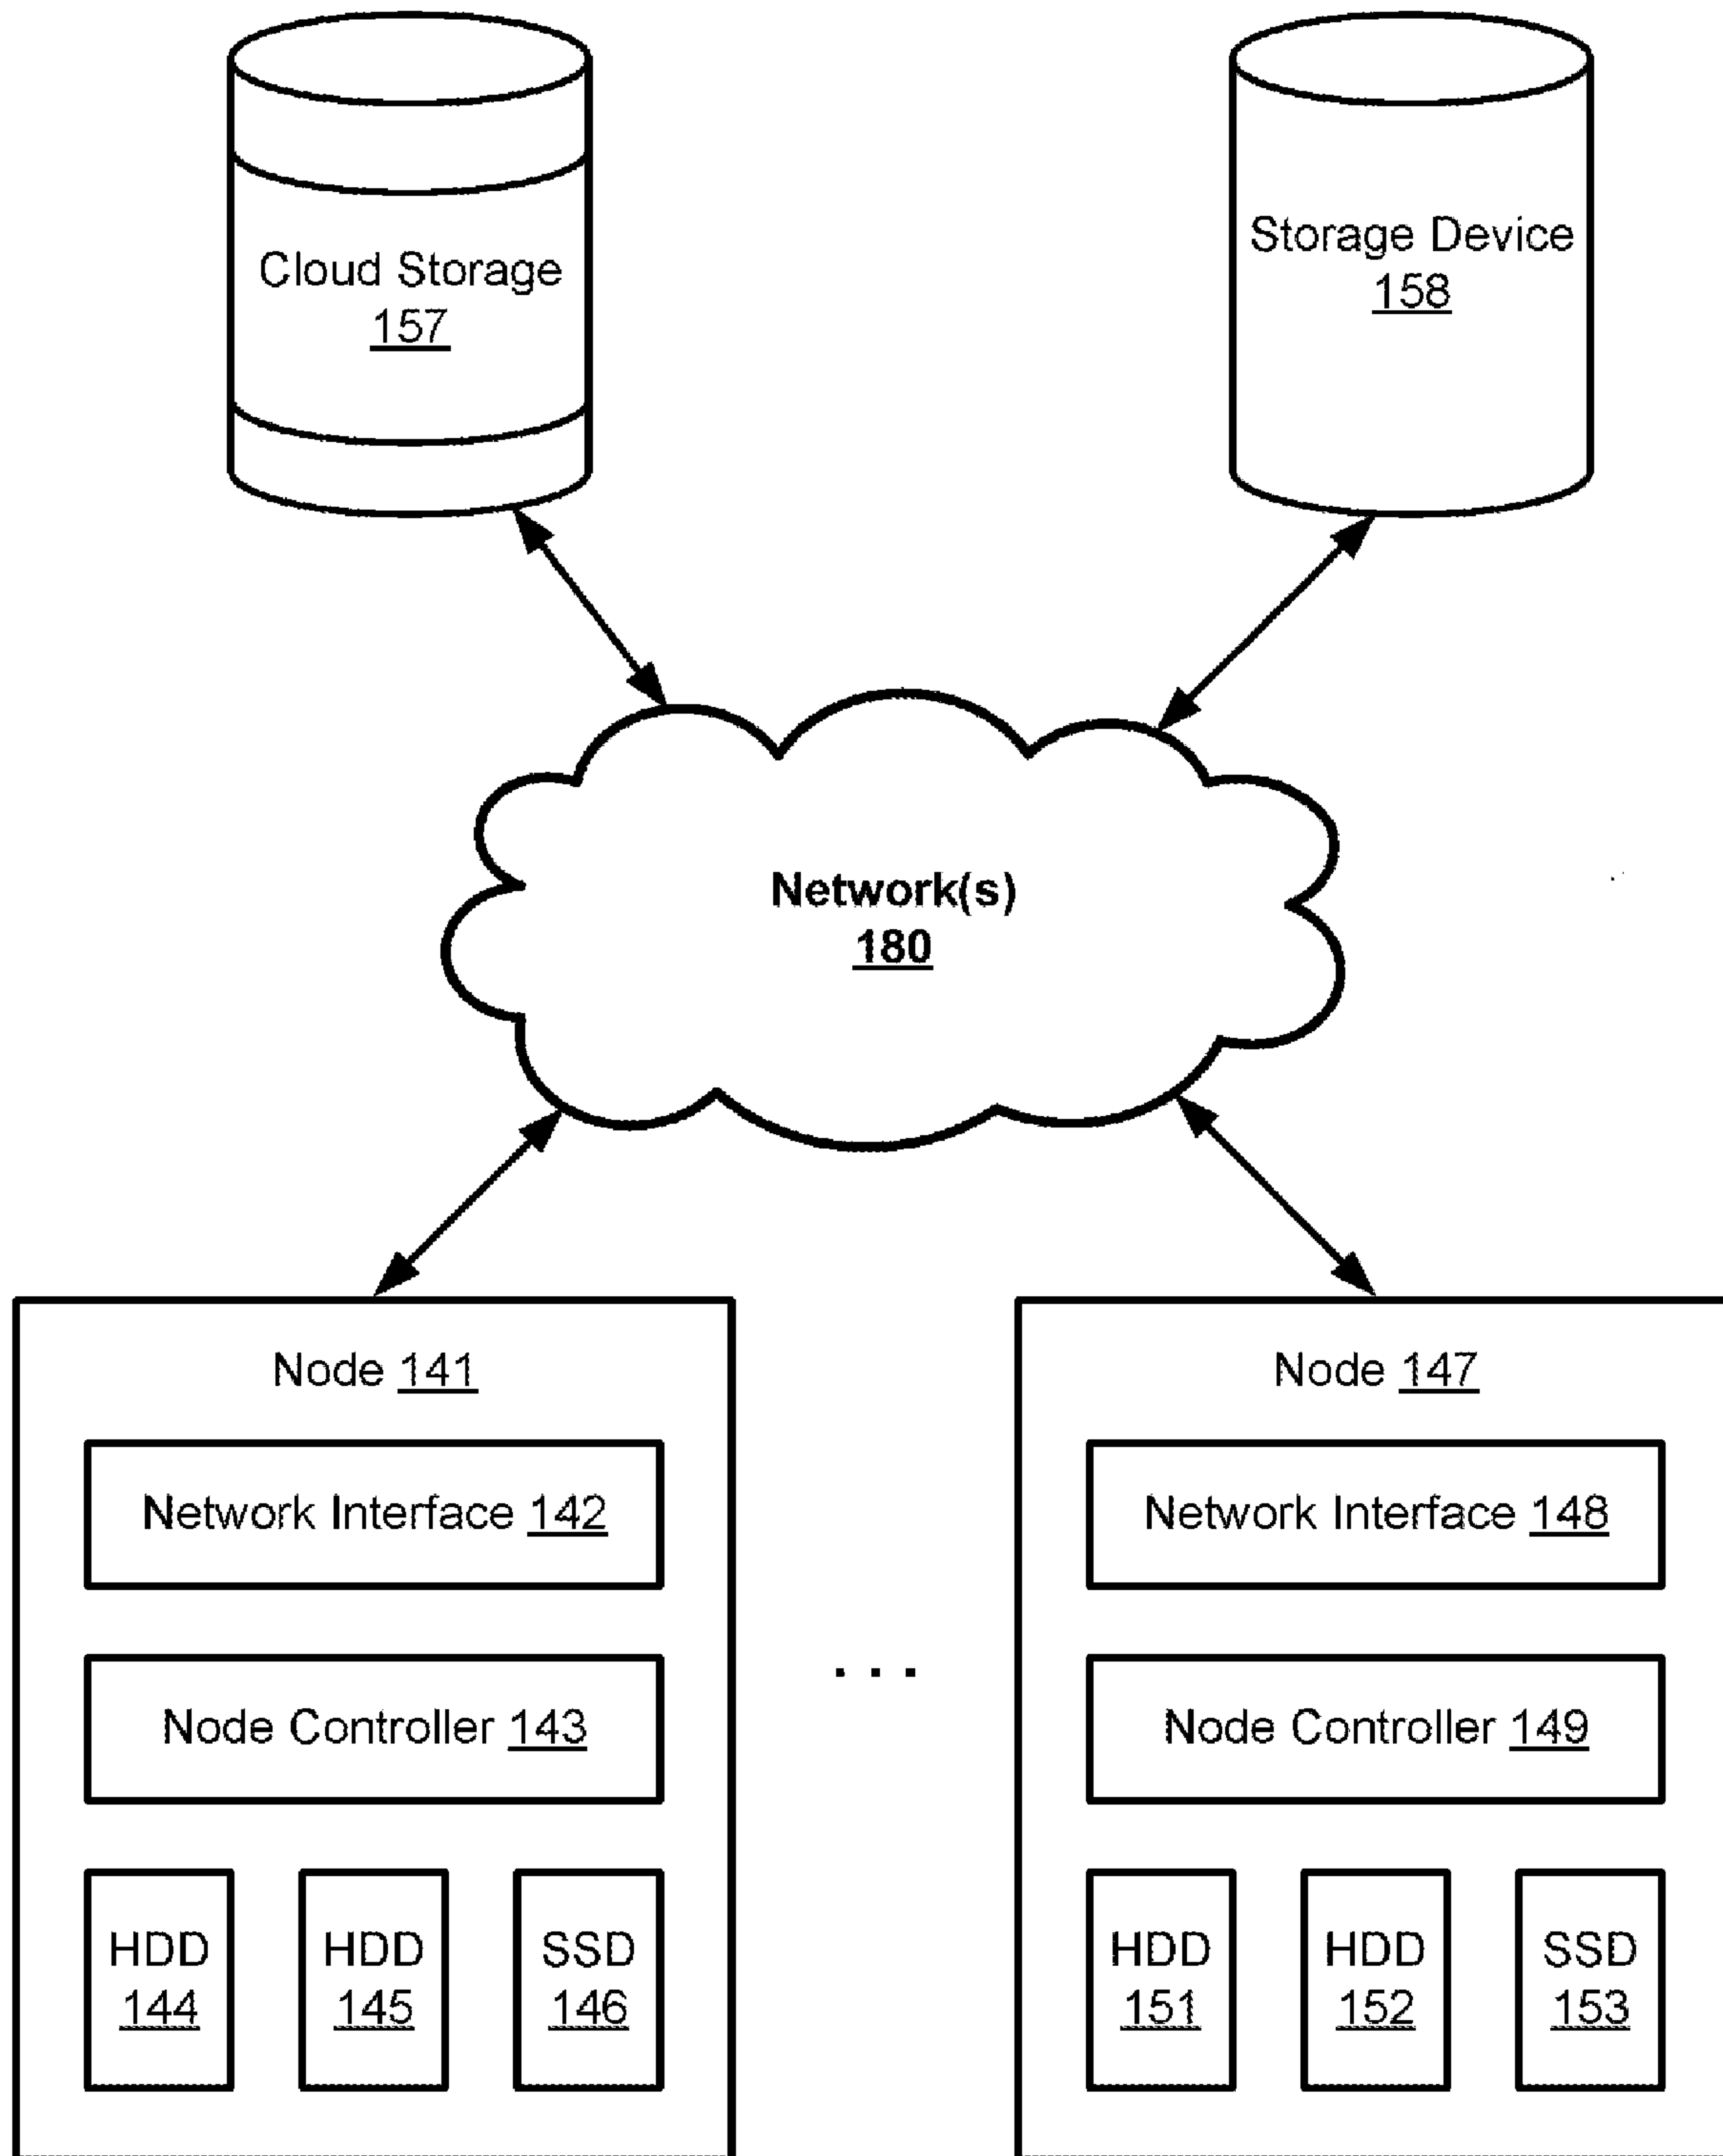 Cloud Storage
157
Storage Device
158
Network(s)
180
Node 141
Network Interface 142
Node Controller 143
HDD
144
HDD
145
SSD
146
. . .
Node 147
Network Interface 148
Node Controller 149
HDD
151
HDD
152
SSD
153